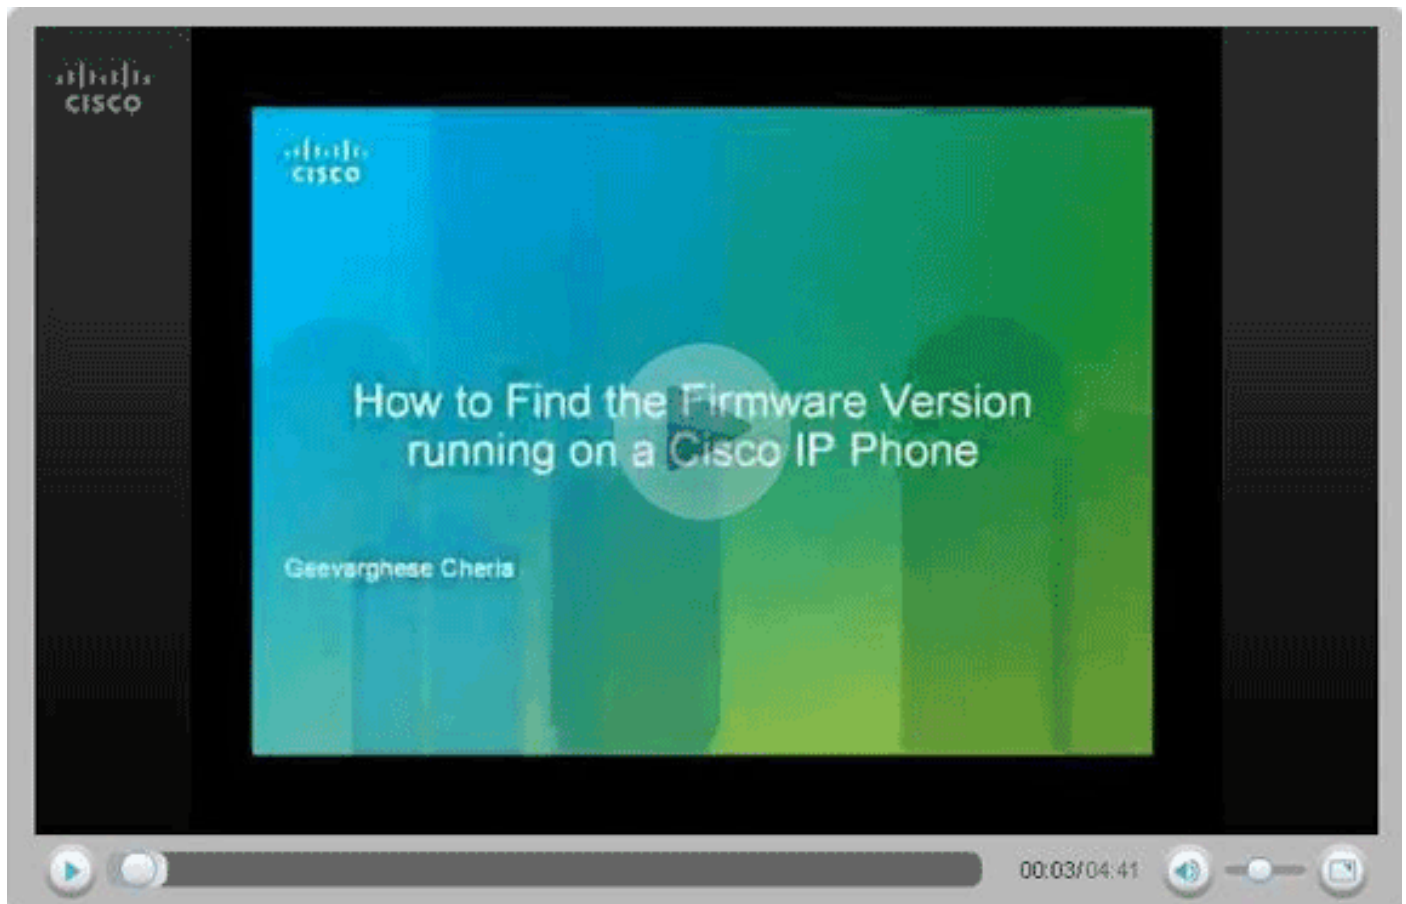 CISCO
CISCO
How to Find the Firmware Version
running on a Cisco IP Phone
Geevarghese Cheria
00:03/04:41